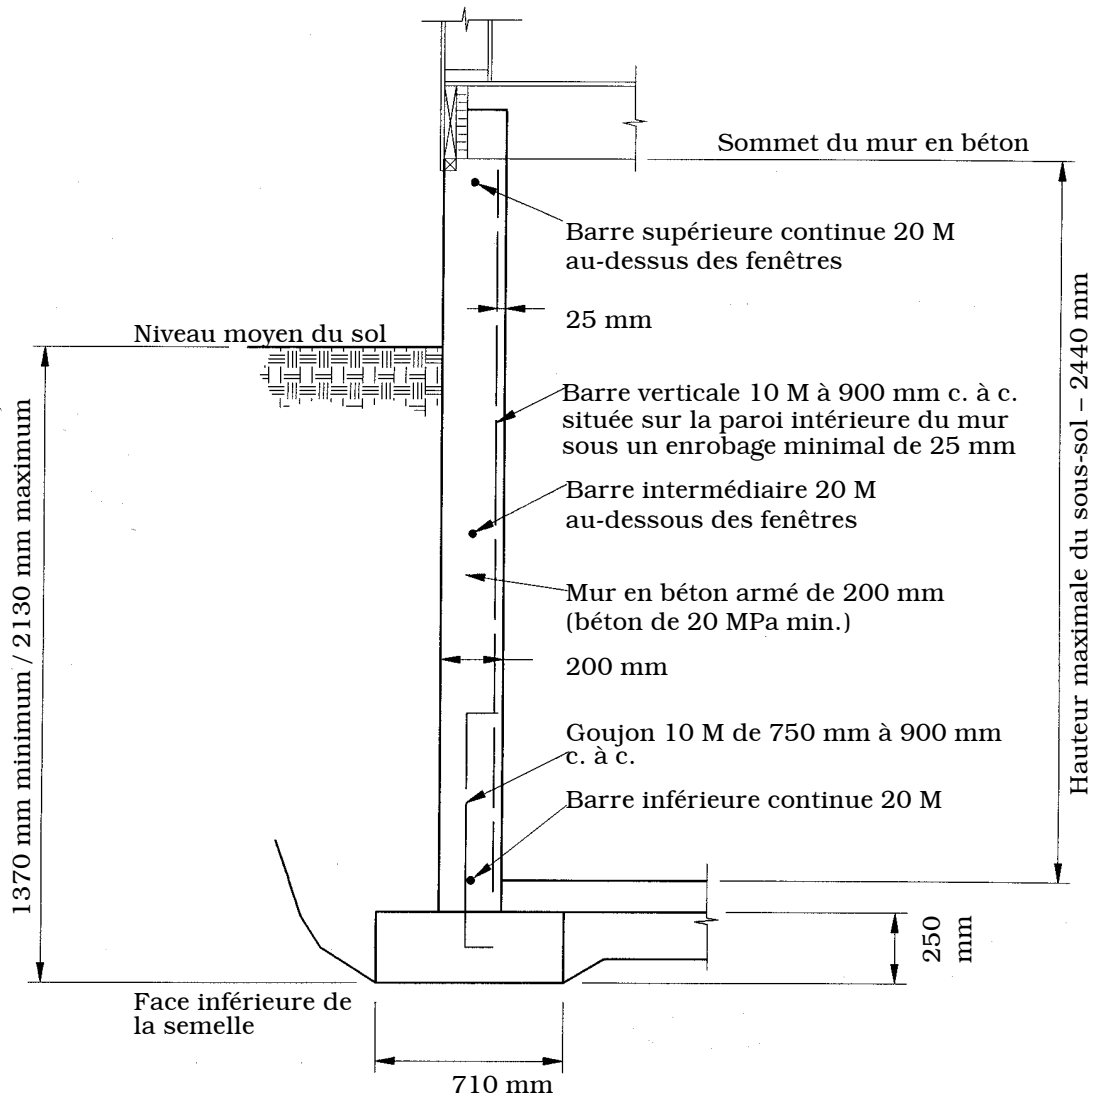 Sommet du mur en béton
Barre supérieure continue 20 M
au-dessus des fenêtres
25 mm
Niveau moyen du sol
Barre verticale 10 M à 900 mm c. à c.
située sur la paroi intérieure du mur
sous un enrobage minimal de 25 mm
Barre intermédiaire 20 M
au-dessous des fenêtres
Mur en béton armé de 200 mm
(béton de 20 MPa min.)
200 mm
Goujon 10 M de 750 mm à 900 mm
c. à c.
Barre inférieure continue 20 M
1370 mm minimum / 2130 mm maximum
Hauteur maximale du sous-sol – 2440 mm
250
mm
Face inférieure de
la semelle
710 mm